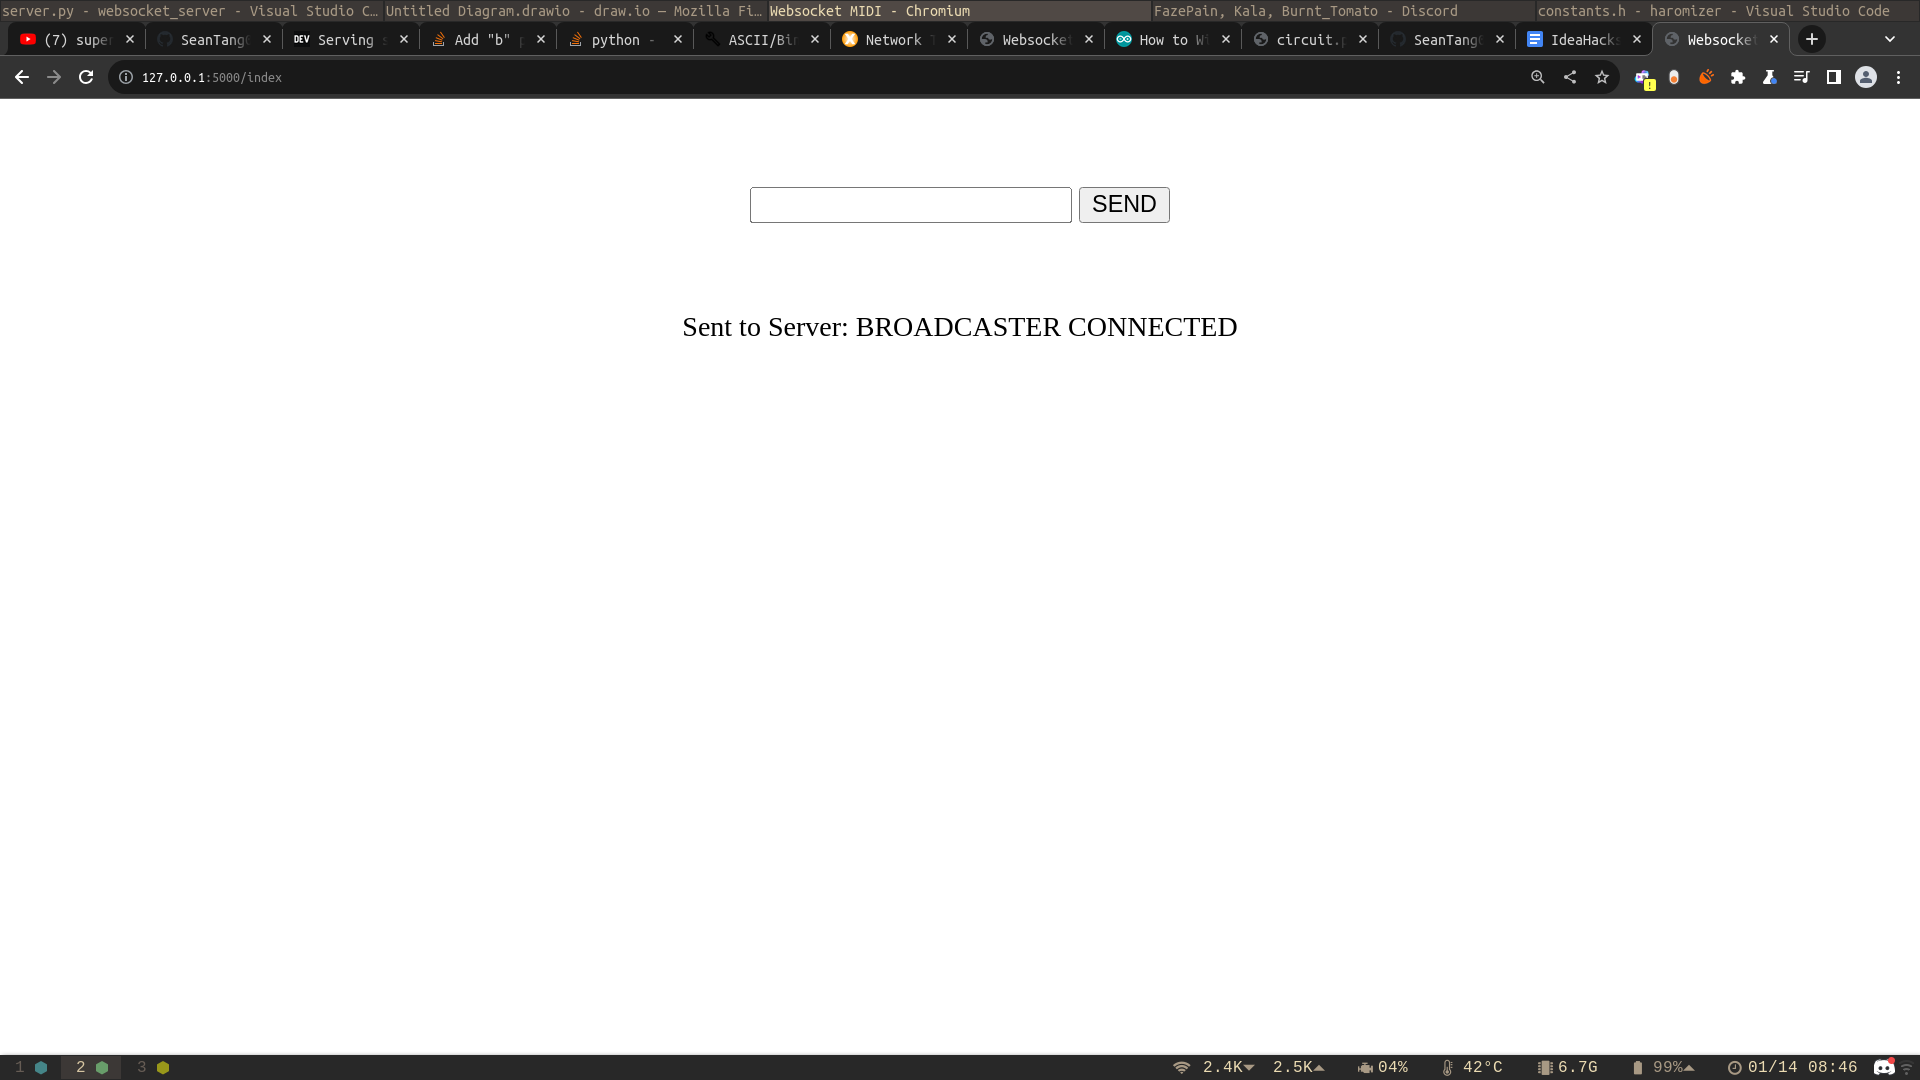 server.py - websocket_server - Visual Studio C… Untitled Diagram.drawio - draw.io — Mozilla Fi… Websocket MIDI - Chromium FazePain, Kala, Burnt_Tomato - Discord constants.h - haromizer - Visual Studio Code
(7) supe SeanTang DEV Serving Add "b" python - ASCII/Bi Network Websocket How to circuit. SeanTang IdeaHacks Websocket
127.0.0.1:5000/index
SEND
Sent to Server: BROADCASTER CONNECTED
1 2 3 2.4K 2.5K 04% 42°C 6.7G 99% 01/14 08:46